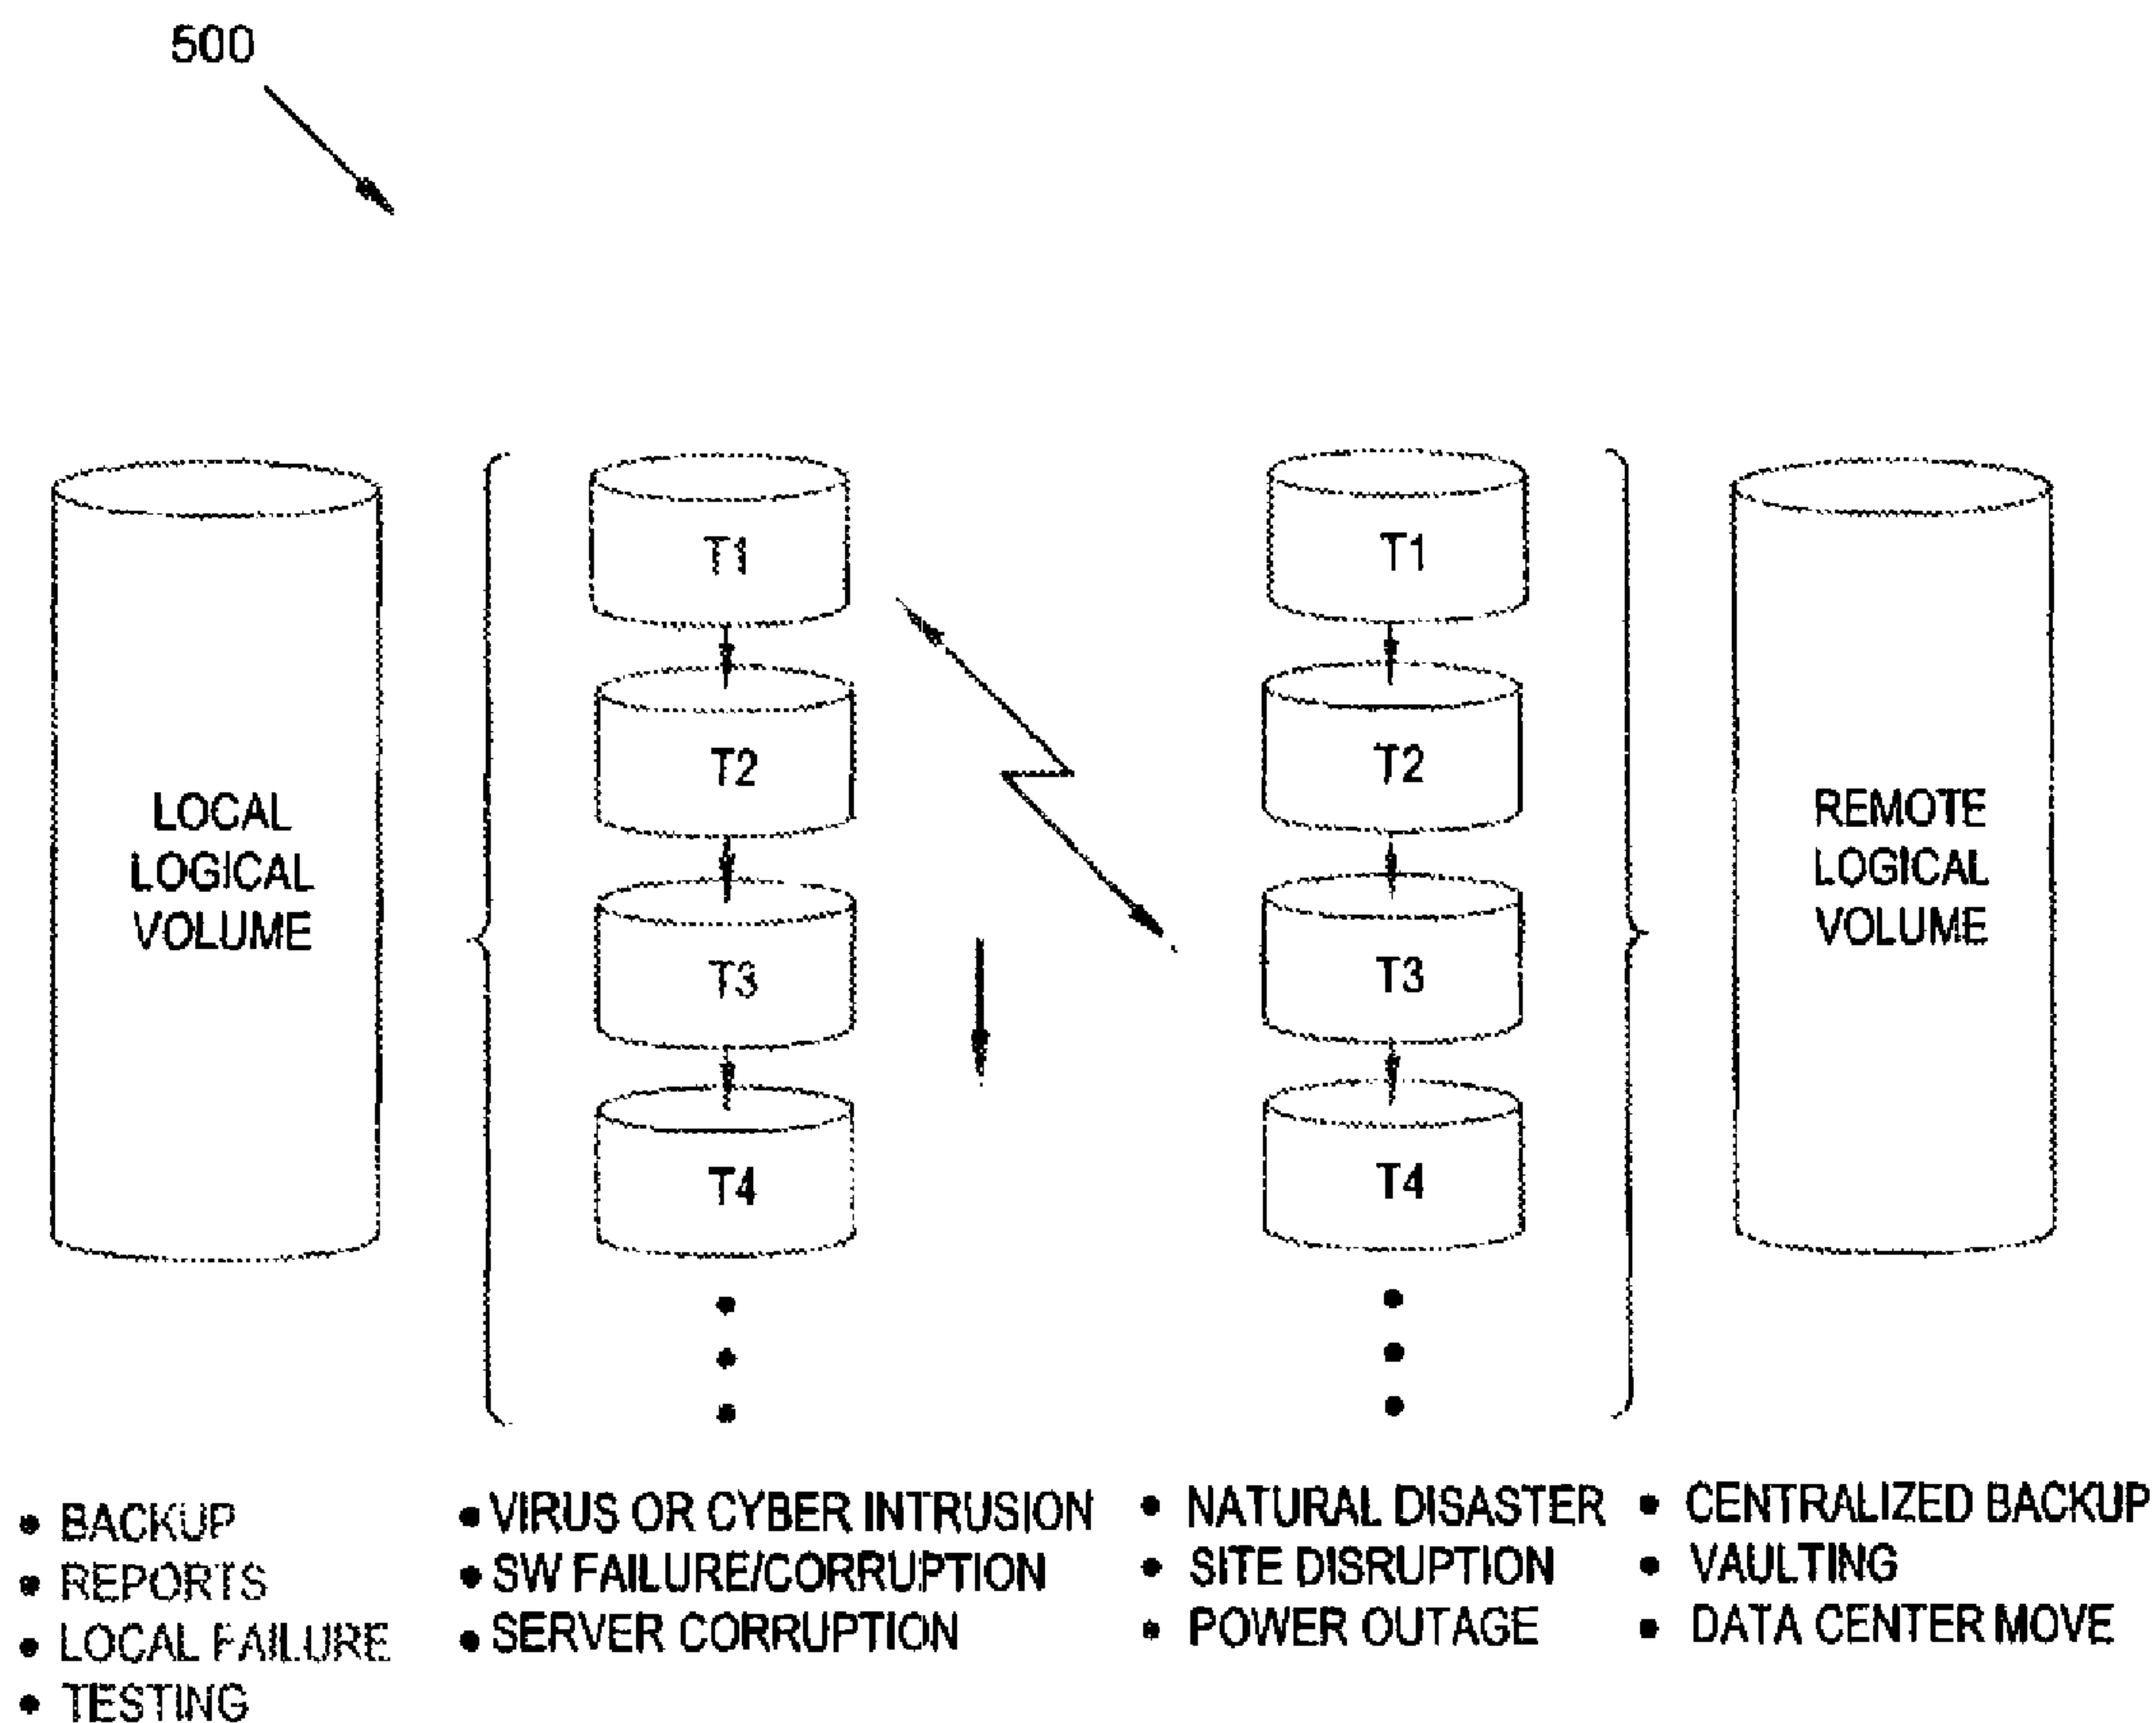 500
T1
T2
T3
T4
T1
T2
T3
T4
LOCAL
LOGICAL
VOLUME
REMOTE
LOGICAL
VOLUME
• BACKUP
• REPORTS
• LOCAL FAILURE
• TESTING
• VIRUS OR CYBER INTRUSION
• SW FAILURE/CORRUPTION
• SERVER CORRUPTION
• NATURAL DISASTER
• SITE DISRUPTION
• POWER OUTAGE
• CENTRALIZED BACKUP
• VAULTING
• DATA CENTER MOVE